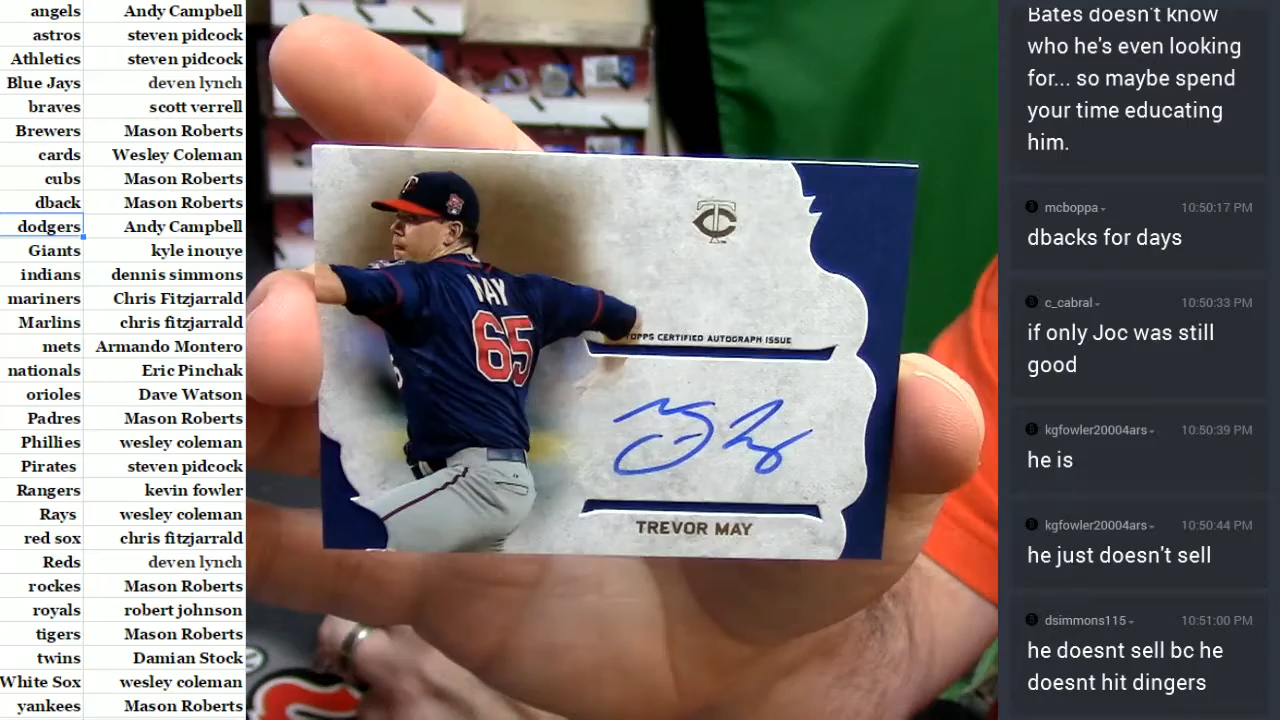 angels Andy Campbell
astros steven pidcock
Athletics steven pidcock
Blue Jays deven lynch
braves scott verrell
Brewers Mason Roberts
cards Wesley Coleman
cubs Mason Roberts
dback Mason Roberts
dodgers Andy Campbell
Giants kyle inouye
indians dennis simmons
mariners Chris Fitzjarrald
Marlins chris fitzjarrald
mets Armando Montero
nationals Eric Pinchak
orioles Dave Watson
Padres Mason Roberts
Phillies wesley coleman
Pirates steven pidcock
Rangers kevin fowler
Rays wesley coleman
red sox chris fitzjarrald
Reds deven lynch
rockes Mason Roberts
royals robert johnson
tigers Mason Roberts
twins Damian Stock
White Sox wesley coleman
yankees Mason Roberts
T
TC
MAY
65
TOPPS CERTIFIED AUTOGRAPH ISSUE
TREVOR MAY
Bates doesn't know
who he's even looking
for... so maybe spend
your time educating
him.
mcboppa 10:50:17 PM
dbacks for days
c_cabral 10:50:33 PM
if only Joc was still
good
kgfowler20004ars 10:50:39 PM
he is
kgfowler20004ars 10:50:44 PM
he just doesn't sell
dsimmons115 10:51:00 PM
he doesnt sell bc he
doesnt hit dingers